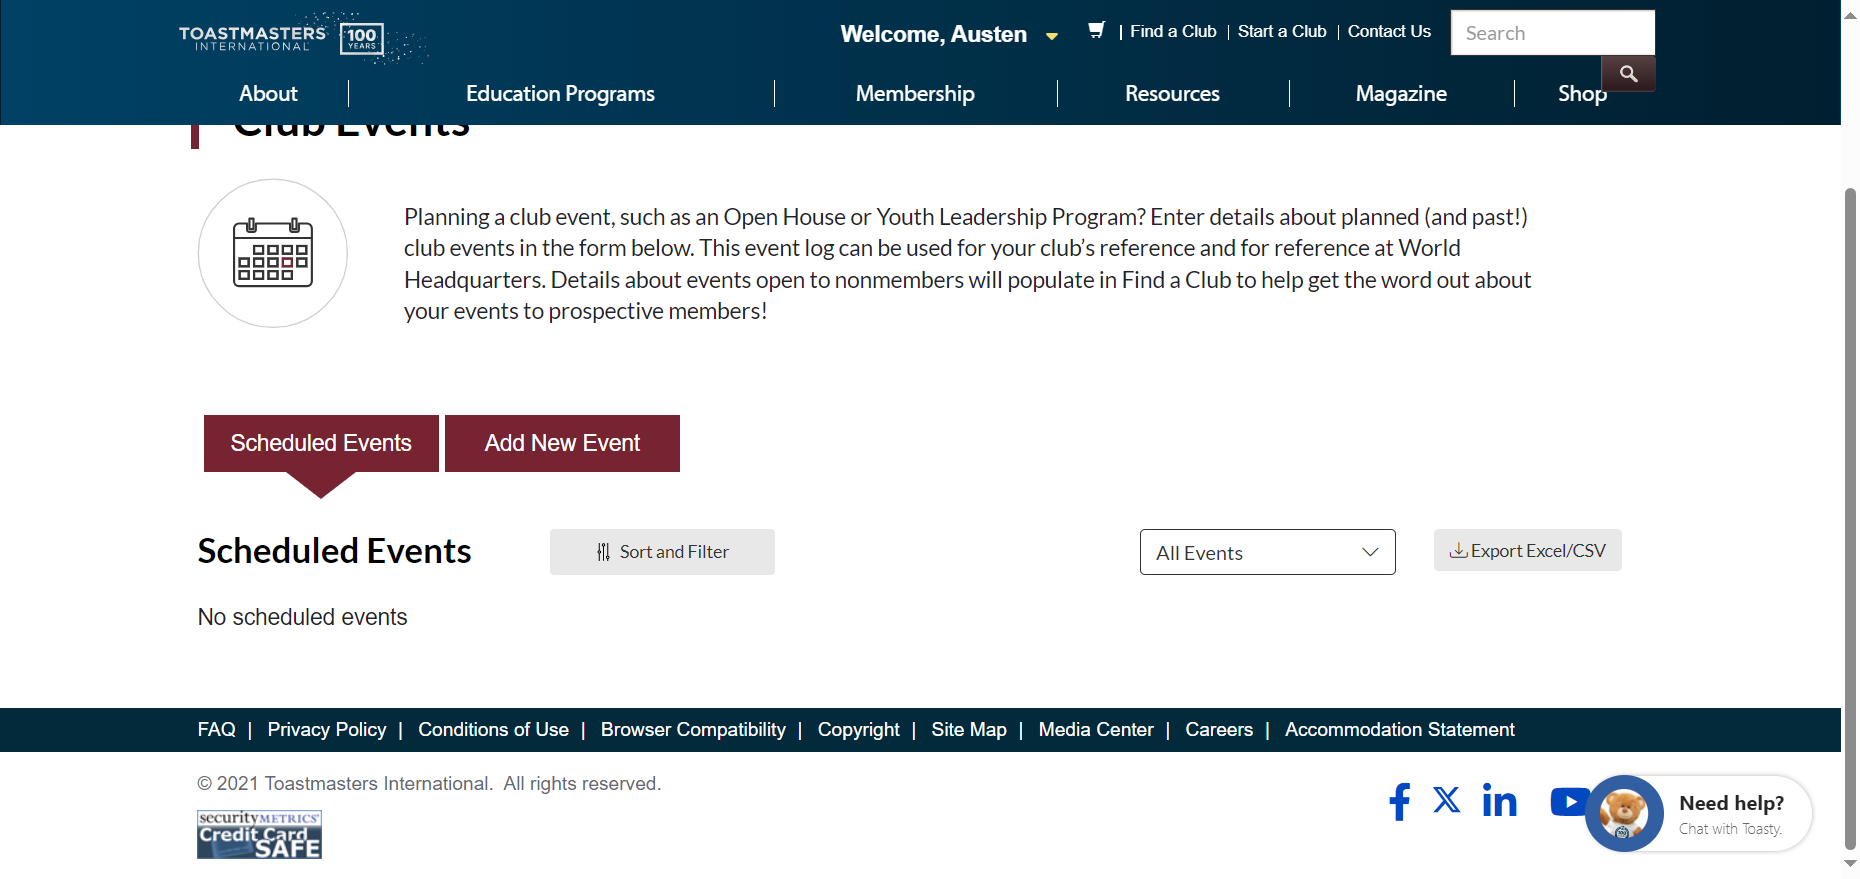 TOASTMASTERS
INTERNATIONAL
100
YEARS
Welcome, Austen
| Find a Club | Start a Club | Contact Us
Search
About
Education Programs
Membership
Resources
Magazine
Shop
Club Events
Planning a club event, such as an Open House or Youth Leadership Program? Enter details about planned (and past!)
club events in the form below. This event log can be used for your club’s reference and for reference at World
Headquarters. Details about events open to nonmembers will populate in Find a Club to help get the word out about
your events to prospective members!
Scheduled Events
Add New Event
Scheduled Events
Sort and Filter
All Events
Export Excel/CSV
No scheduled events
FAQ | Privacy Policy | Conditions of Use | Browser Compatibility | Copyright | Site Map | Media Center | Careers | Accommodation Statement
© 2021 Toastmasters International. All rights reserved.
securityMETRICS®
Credit Card
SAFE
Need help?
Chat with Toasty.